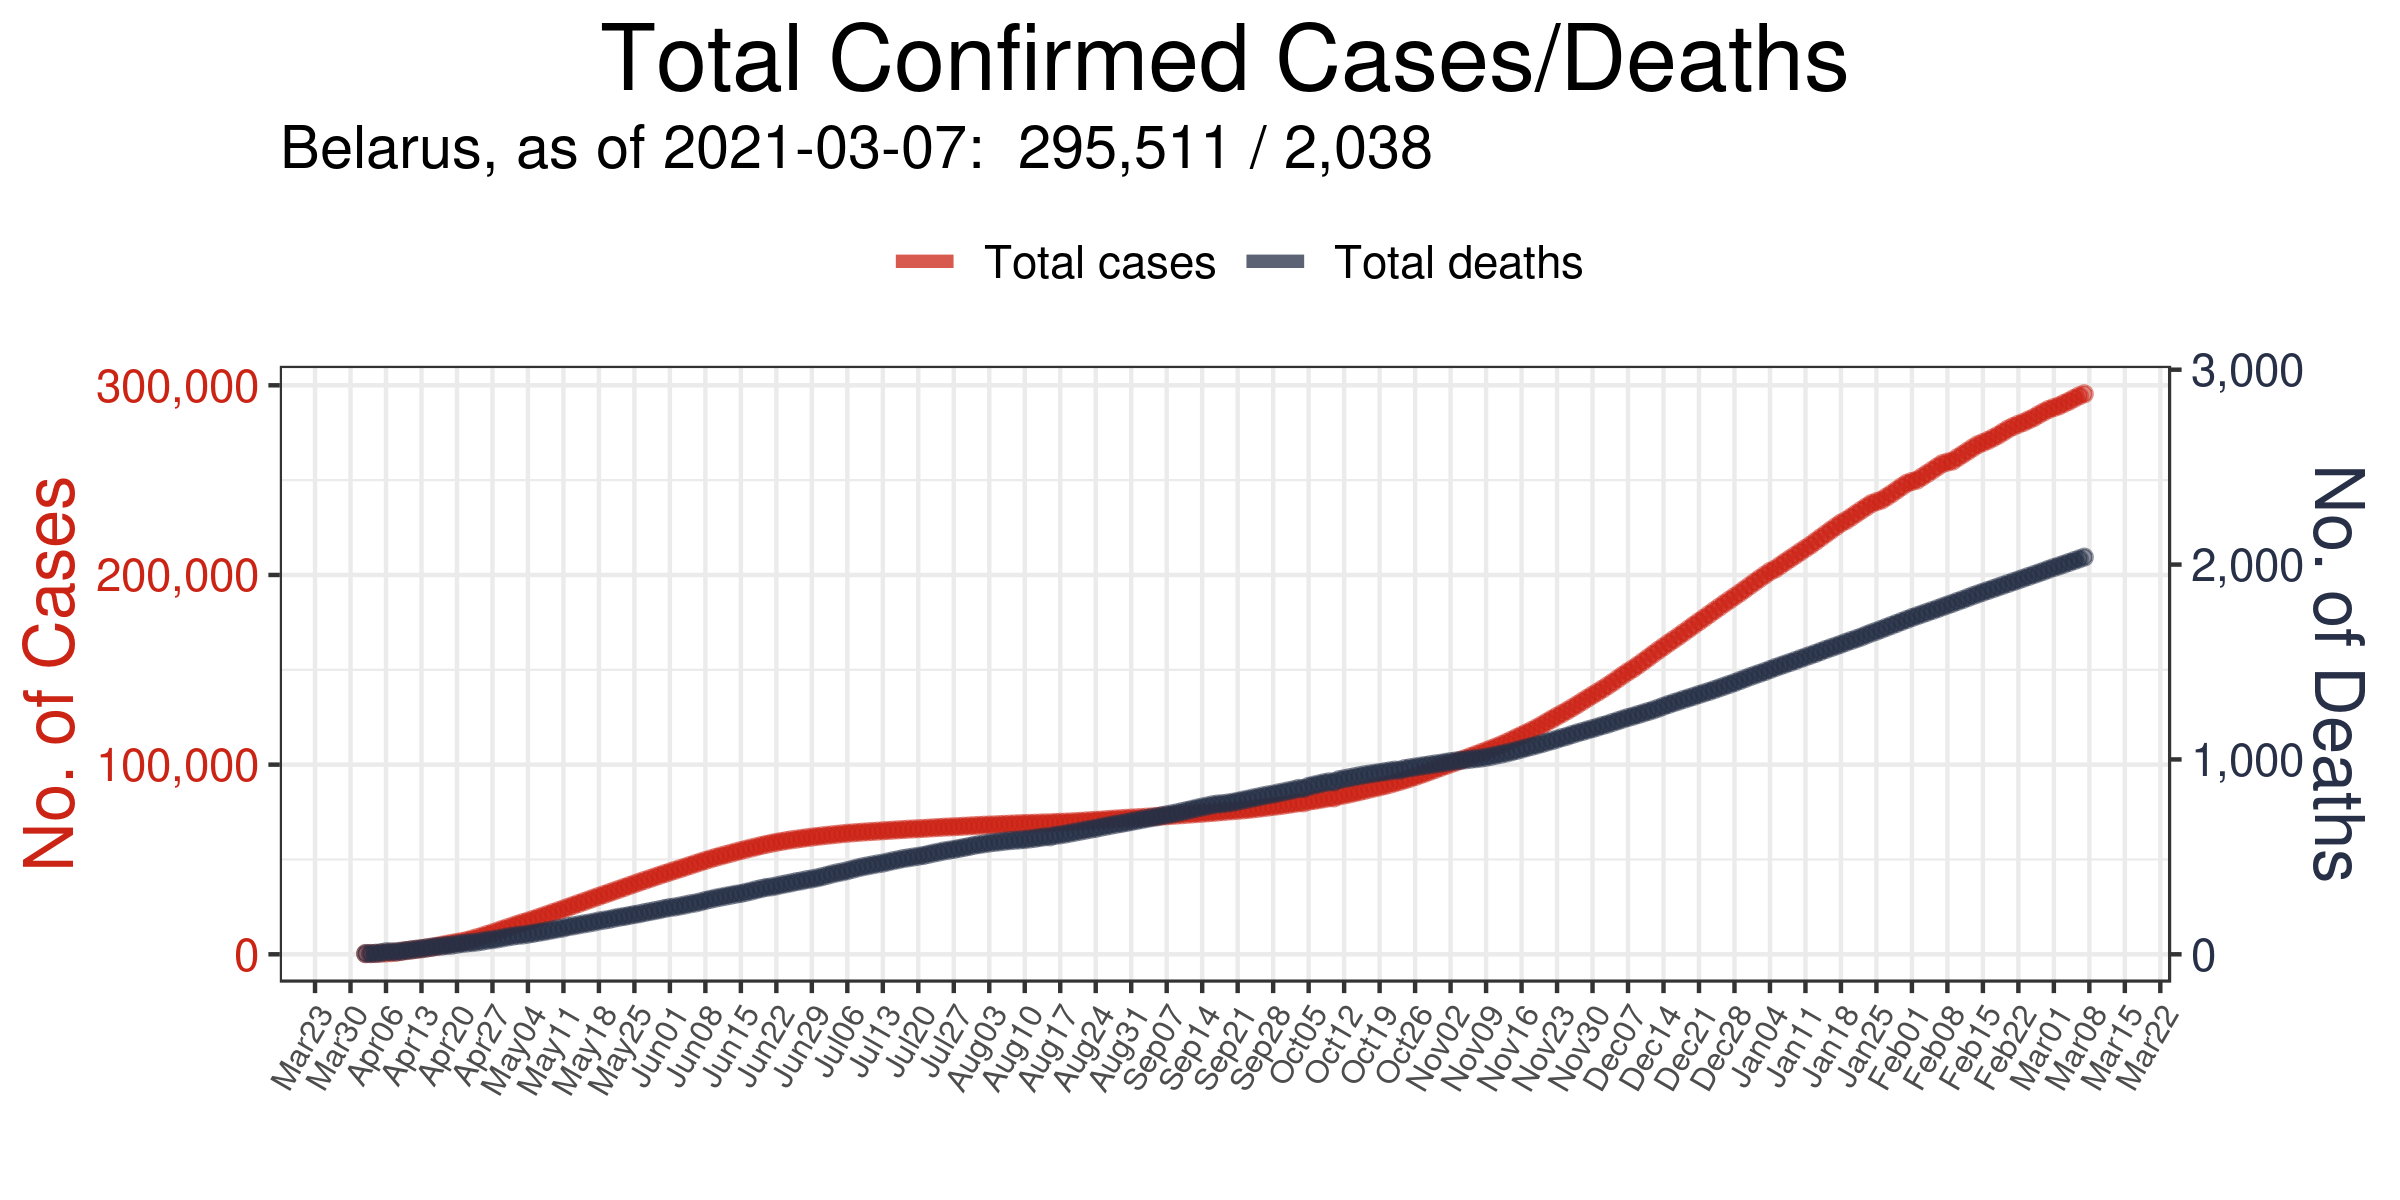 Total Confirmed Cases/Deaths
Belarus, as of 2021-03-07:  295,511 / 2,038
Total cases
Total deaths
No. of Cases
300,000
200,000
100,000
0
3,000
2,000
1,000
0
No. of Deaths
Mar23
Mar30
Apr06
Apr13
Apr20
Apr27
May04
May11
May18
May25
Jun01
Jun08
Jun15
Jun22
Jun29
Jul06
Jul13
Jul20
Jul27
Aug03
Aug10
Aug17
Aug24
Aug31
Sep07
Sep14
Sep21
Sep28
Oct05
Oct12
Oct19
Oct26
Nov02
Nov09
Nov16
Nov23
Nov30
Dec07
Dec14
Dec21
Dec28
Jan04
Jan11
Jan18
Jan25
Feb01
Feb08
Feb15
Feb22
Mar01
Mar08
Mar15
Mar22